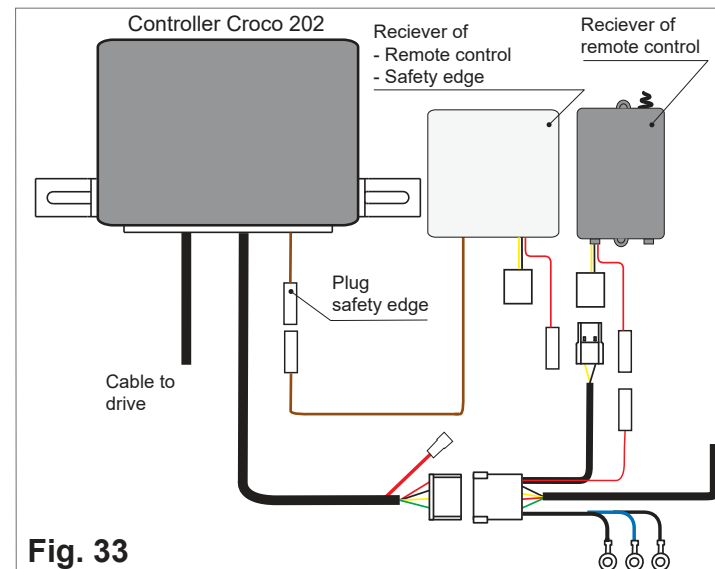 Controller Croco 202
Reciever of
- Remote control
- Safety edge
Reciever of
remote control
Plug
safety edge
Cable to
drive
Fig. 33